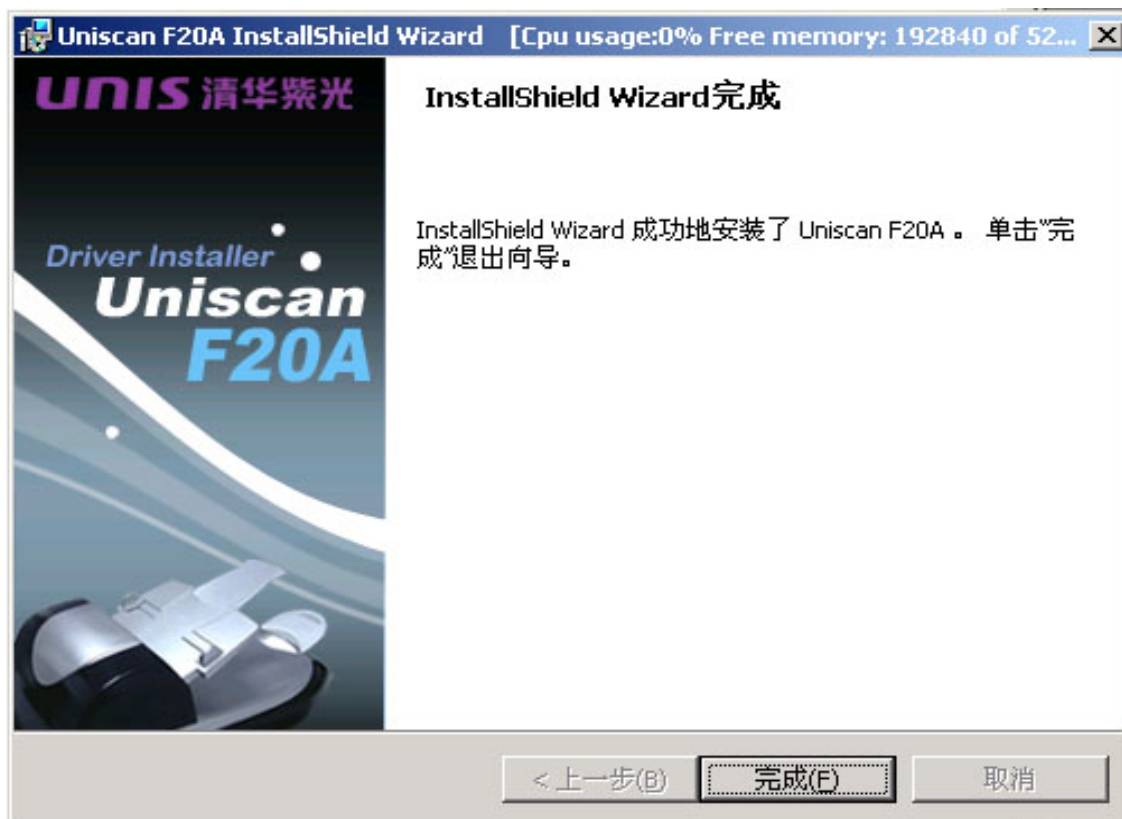 Uniscan F20A InstallShield Wizard [Cpu usage:0% Free memory: 192840 of 52...
UNIS 清华紫光
InstallShield Wizard完成
InstallShield Wizard 成功地安装了 Uniscan F20A 。 单击"完
成"退出向导。
Driver Installer
Uniscan
F20A
< 上一步(B)
完成(F)
取消